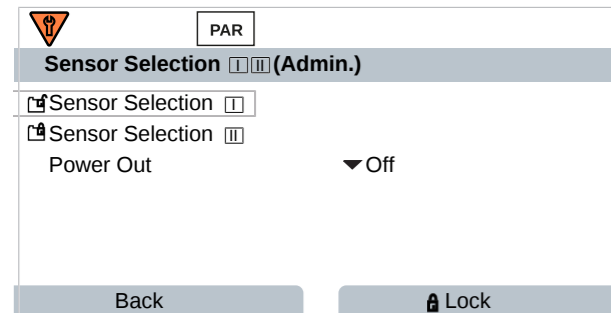 PAR
Sensor Selection I II (Admin.)
Sensor Selection I
Sensor Selection II
Power Out Off
Back Lock